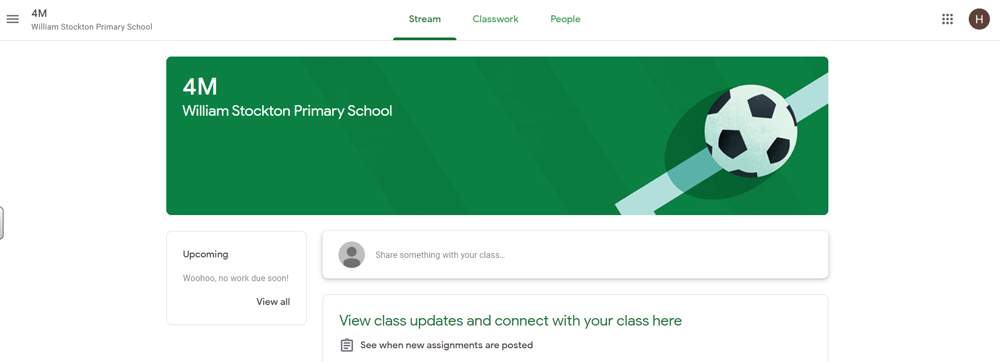 4M
William Stockton Primary School
Stream
Classwork
People
H
4M
William Stockton Primary School
Upcoming
Woohoo, no work due soon!
View all
Share something with your class...
View class updates and connect with your class here
See when new assignments are posted